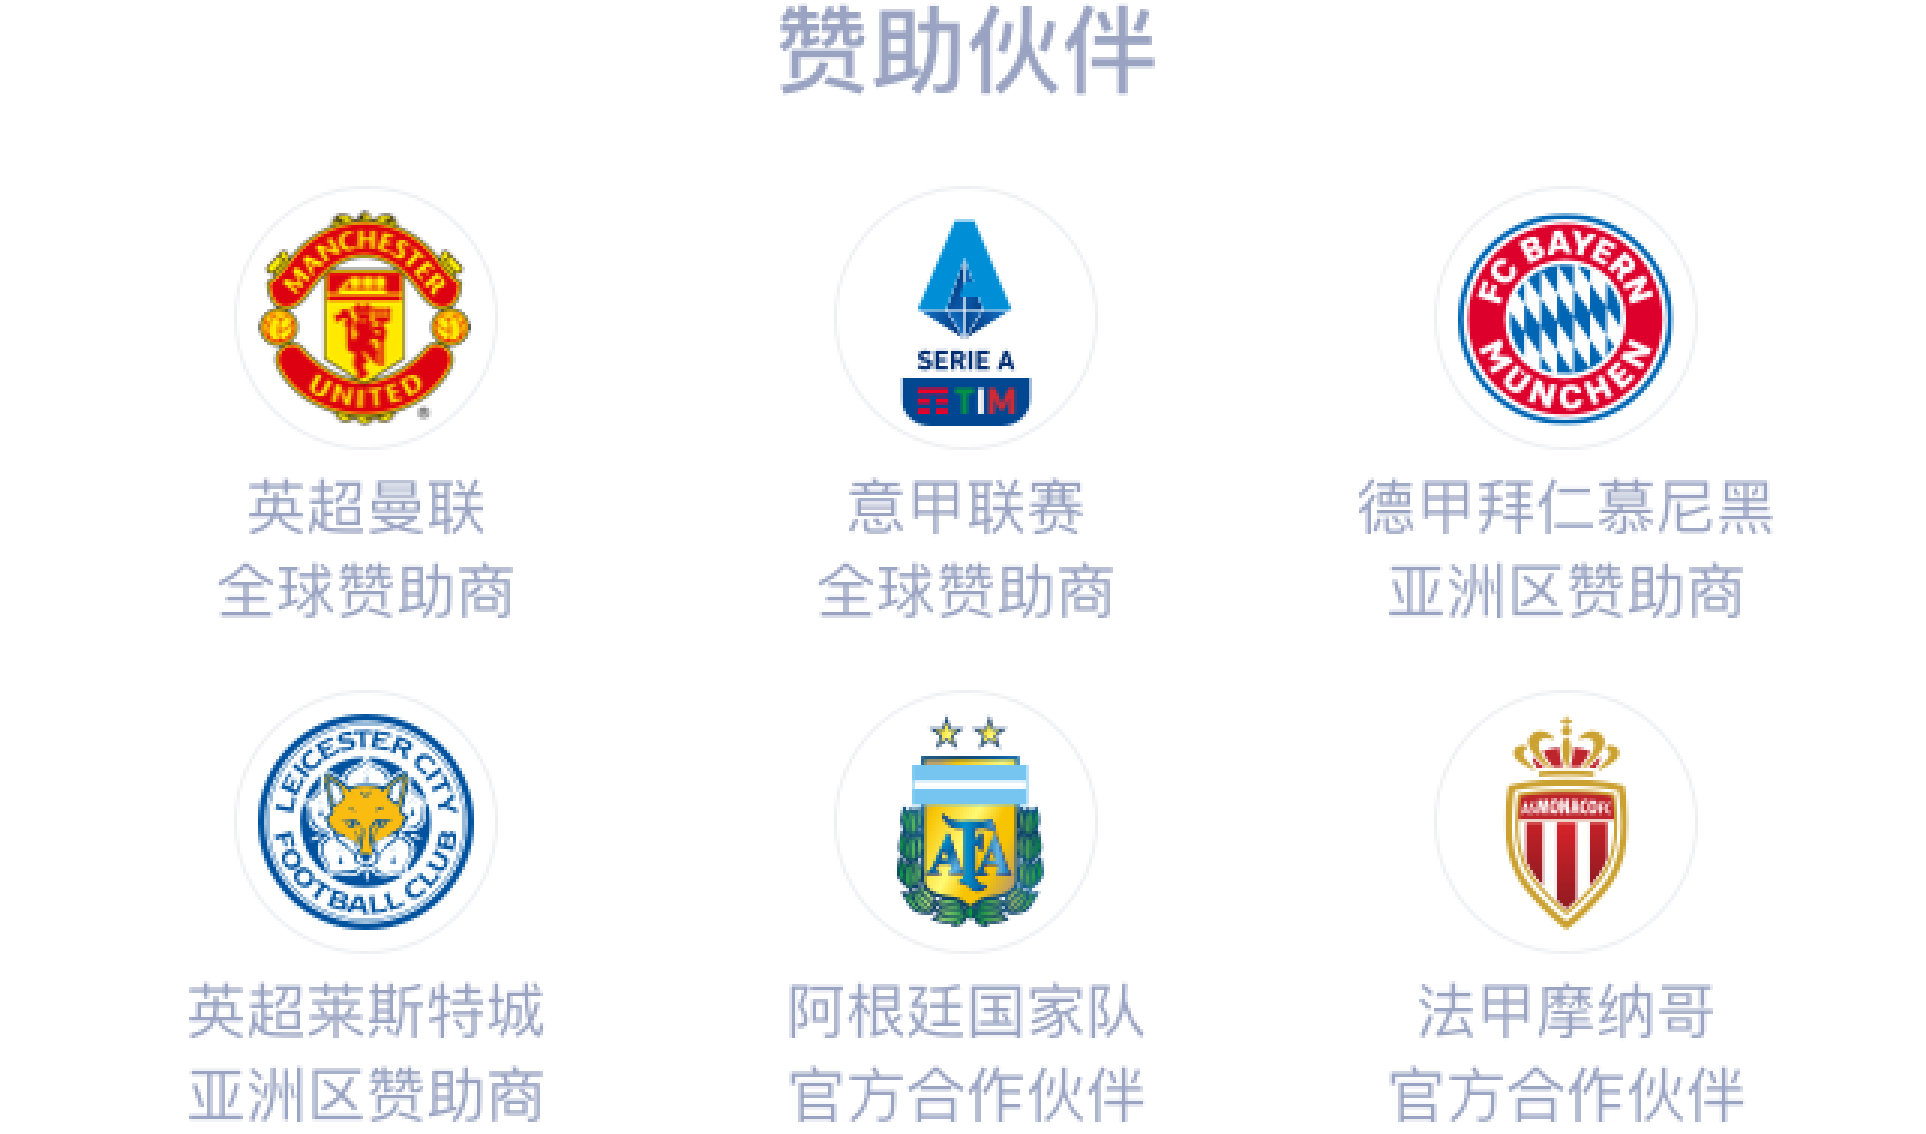 赞助伙伴
MANCHESTER
UNITED
®
SERIE A
TIM
FC BAYERN
MÜNCHEN
英超曼联
意甲联赛
德甲拜仁慕尼黑
全球赞助商
全球赞助商
亚洲区赞助商
LEICESTER CITY
FOOTBALL CLUB
AFA
AS MONACO FC
英超莱斯特城
阿根廷国家队
法甲摩纳哥
亚洲区赞助商
官方合作伙伴
官方合作伙伴